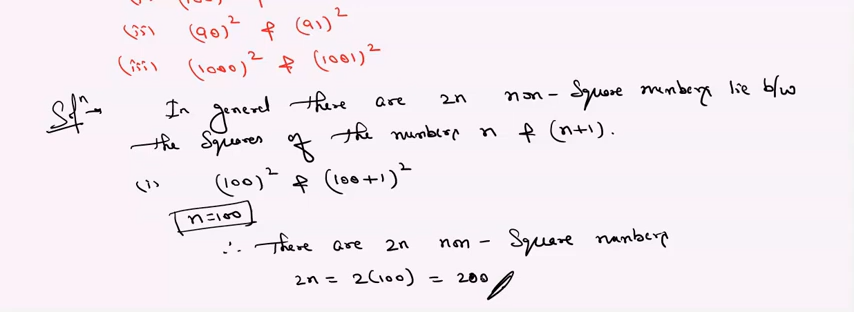 (ii) (90)² & (91)²
(iii) (1000)² & (1001)²
Solⁿ→ In general there are 2n non-Square numbers lie b/w
the Squares of the numbers n & (n+1).
(i) (100)² & (100+1)²
n=100
∴ There are 2n non-Square numbers
2n = 2(100) = 200